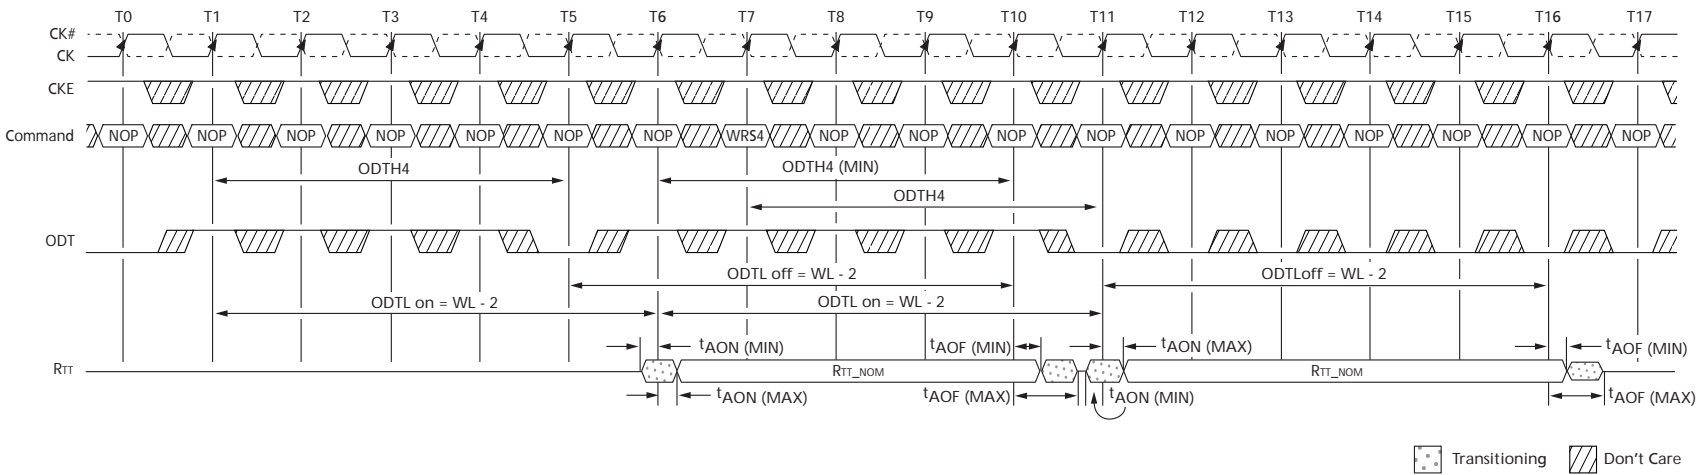 T0 T1 T2 T3 T4 T5 T6 T7 T8 T9 T10 T11 T12 T13 T14 T15 T16 T17
CK#
CK
CKE
Command NOP NOP NOP NOP NOP NOP NOP WRS4 NOP NOP NOP NOP NOP NOP NOP NOP NOP NOP
ODTH4 ODTH4 (MIN)
ODTH4
ODT
ODTL off = WL - 2 ODTLoff = WL - 2
ODTL on = WL - 2 ODTL on = WL - 2
tAON (MIN) tAOF (MIN) tAON (MAX) tAOF (MIN)
RTT RTT_NOM RTT_NOM
tAON (MAX) tAOF (MAX) tAON (MIN) tAOF (MAX)
Transitioning Don't Care